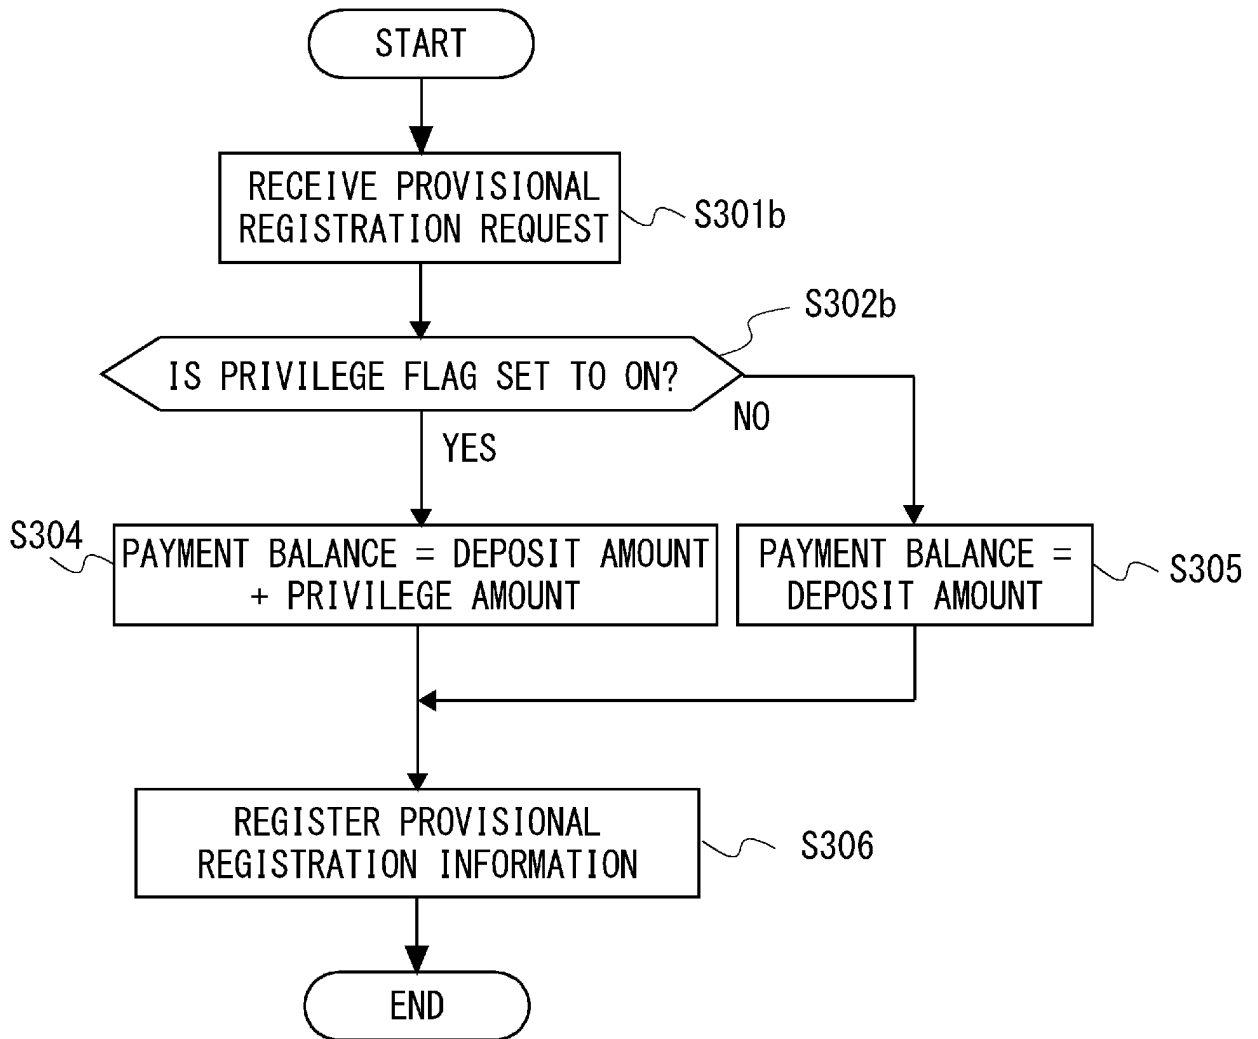 START
RECEIVE PROVISIONAL
REGISTRATION REQUEST
S301b
S302b
IS PRIVILEGE FLAG SET TO ON?
NO
YES
S304
PAYMENT BALANCE = DEPOSIT AMOUNT
+ PRIVILEGE AMOUNT
PAYMENT BALANCE =
DEPOSIT AMOUNT
S305
REGISTER PROVISIONAL
REGISTRATION INFORMATION
S306
END